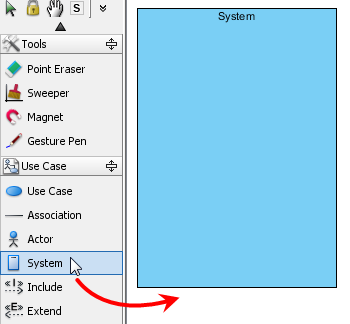 S
System
Tools
Point Eraser
Sweeper
Magnet
Gesture Pen
Use Case
Use Case
Association
Actor
System
<<I>>
Include
<<E>>
Extend